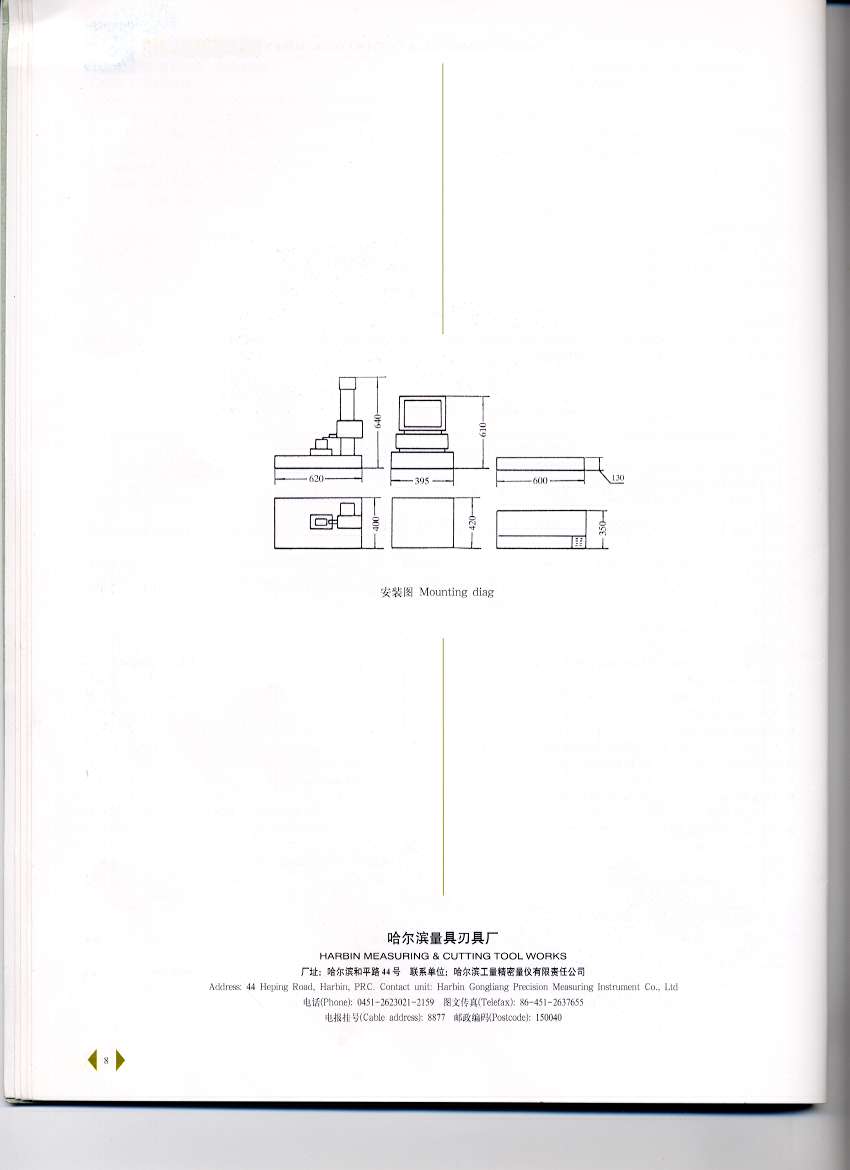 640
610
620
395
600
130
400
420
350
安装图 Mounting diag
哈尔滨量具刃具厂
HARBIN MEASURING & CUTTING TOOL WORKS
厂址：哈尔滨和平路 44 号 联系单位：哈尔滨工量精密量仪有限责任公司
Address: 44 Heping Road, Harbin, PRC. Contact unit: Harbin Gongliang Precision Measuring Instrument Co., Ltd
电话(Phone): 0451-2623021-2159 图文传真(Telefax): 86-451-2637655
电报挂号(Cable address): 8877 邮政编码(Postcode): 150040
8